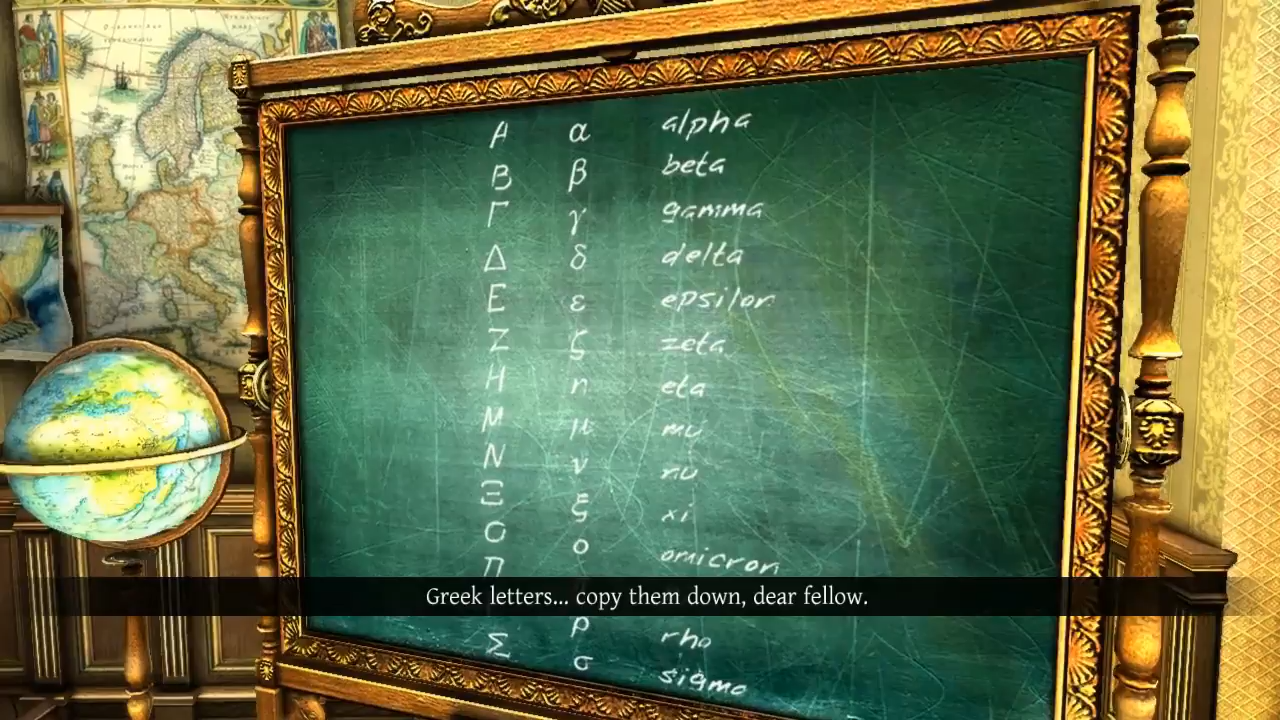 Α α alpha
Β β beta
Γ γ gamma
Δ δ delta
Ε ε epsilon
Ζ ζ zeta
Η η eta
Μ μ mu
Ν ν nu
Ξ ξ xi
Ο ο omicron
Π
Greek letters... copy them down, dear fellow.
ρ rho
Σ σ sigma